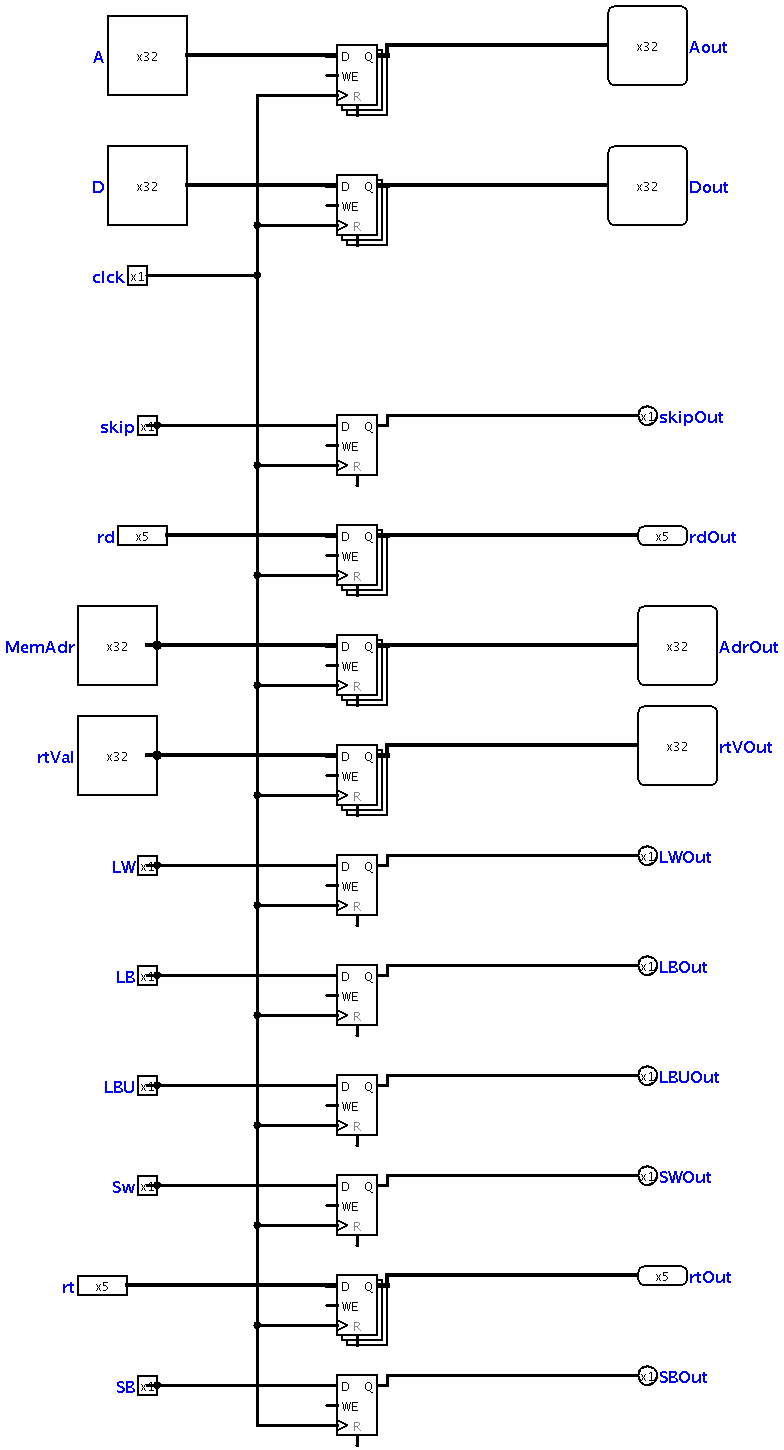 A x32 D Q WE R x32 Aout
D x32 D Q WE R x32 Dout
clck x1
skip x1 D Q WE R x1 skipOut
rd x5 D Q WE R x5 rdOut
MemAdr x32 D Q WE R x32 AdrOut
rtVal x32 D Q WE R x32 rtVOut
LW x1 D Q WE R x1 LWOut
LB x1 D Q WE R x1 LBOut
LBU x1 D Q WE R x1 LBUOut
Sw x1 D Q WE R x1 SWOut
rt x5 D Q WE R x5 rtOut
SB x1 D Q WE R x1 SBOut